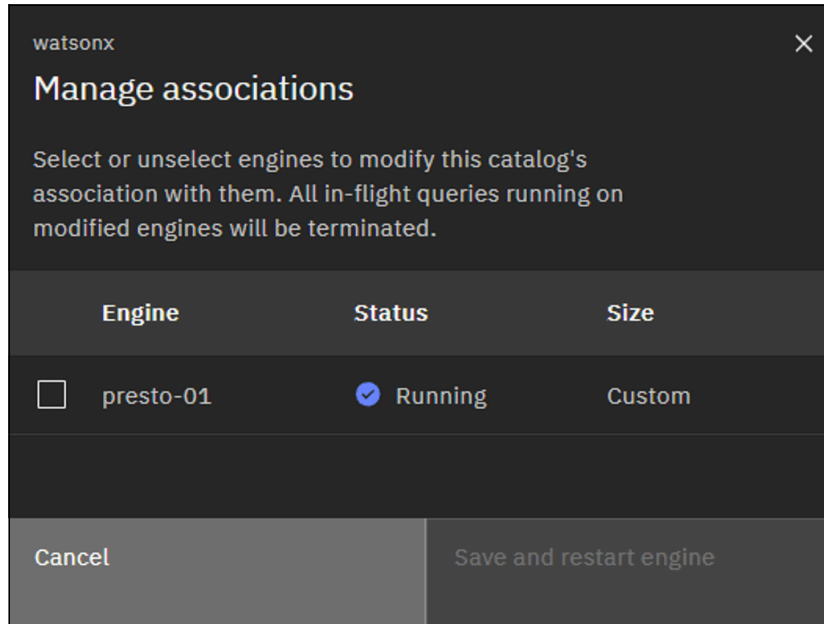 watsonx
Manage associations
Select or unselect engines to modify this catalog's
association with them. All in-flight queries running on
modified engines will be terminated.
Engine Status Size
presto-01 Running Custom
Cancel Save and restart engine